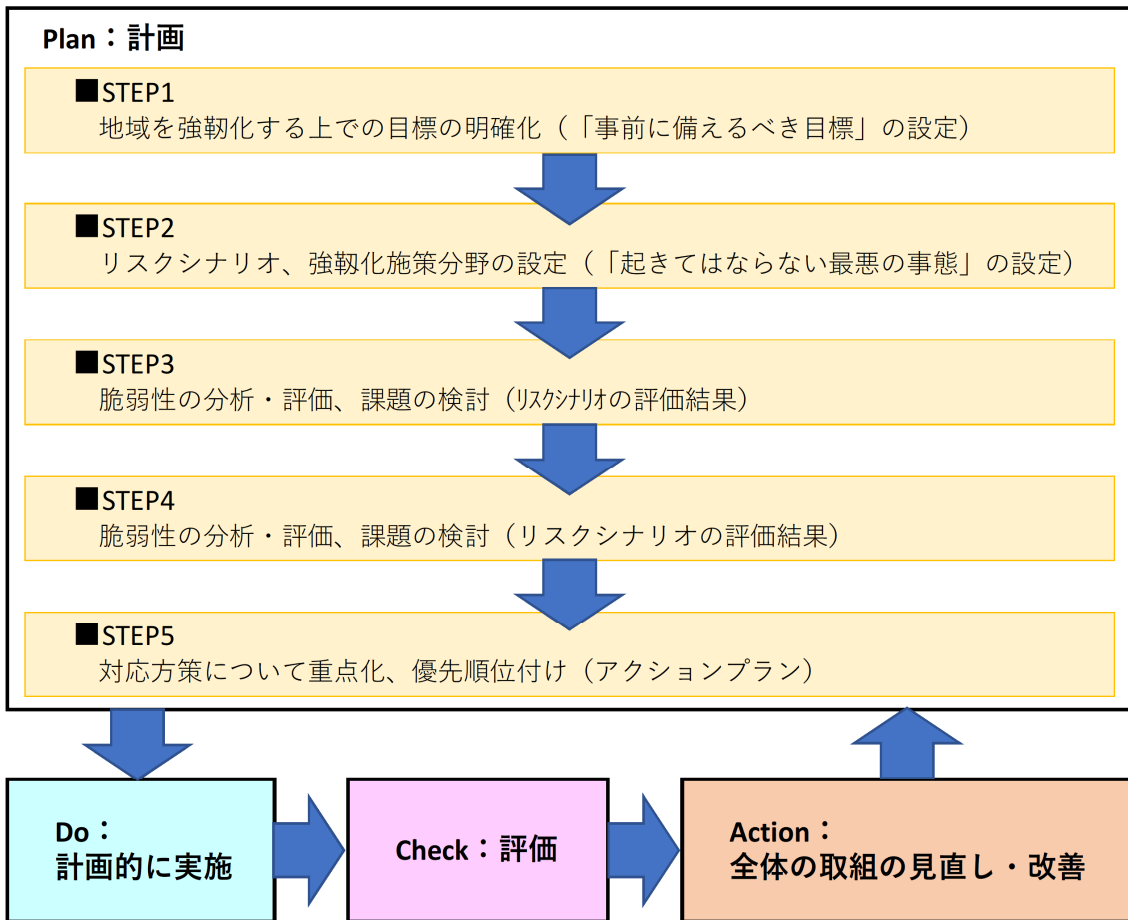 Plan：計画
■STEP1
地域を強靭化する上での目標の明確化（「事前に備えるべき目標」の設定）
■STEP2
リスクシナリオ、強靭化施策分野の設定（「起きてはならない最悪の事態」の設定）
■STEP3
脆弱性の分析・評価、課題の検討（ﾘｽｸｼﾅﾘｵの評価結果）
■STEP4
脆弱性の分析・評価、課題の検討（リスクシナリオの評価結果）
■STEP5
対応方策について重点化、優先順位付け（アクションプラン）
Do：
計画的に実施
Check：評価
Action：
全体の取組の見直し・改善